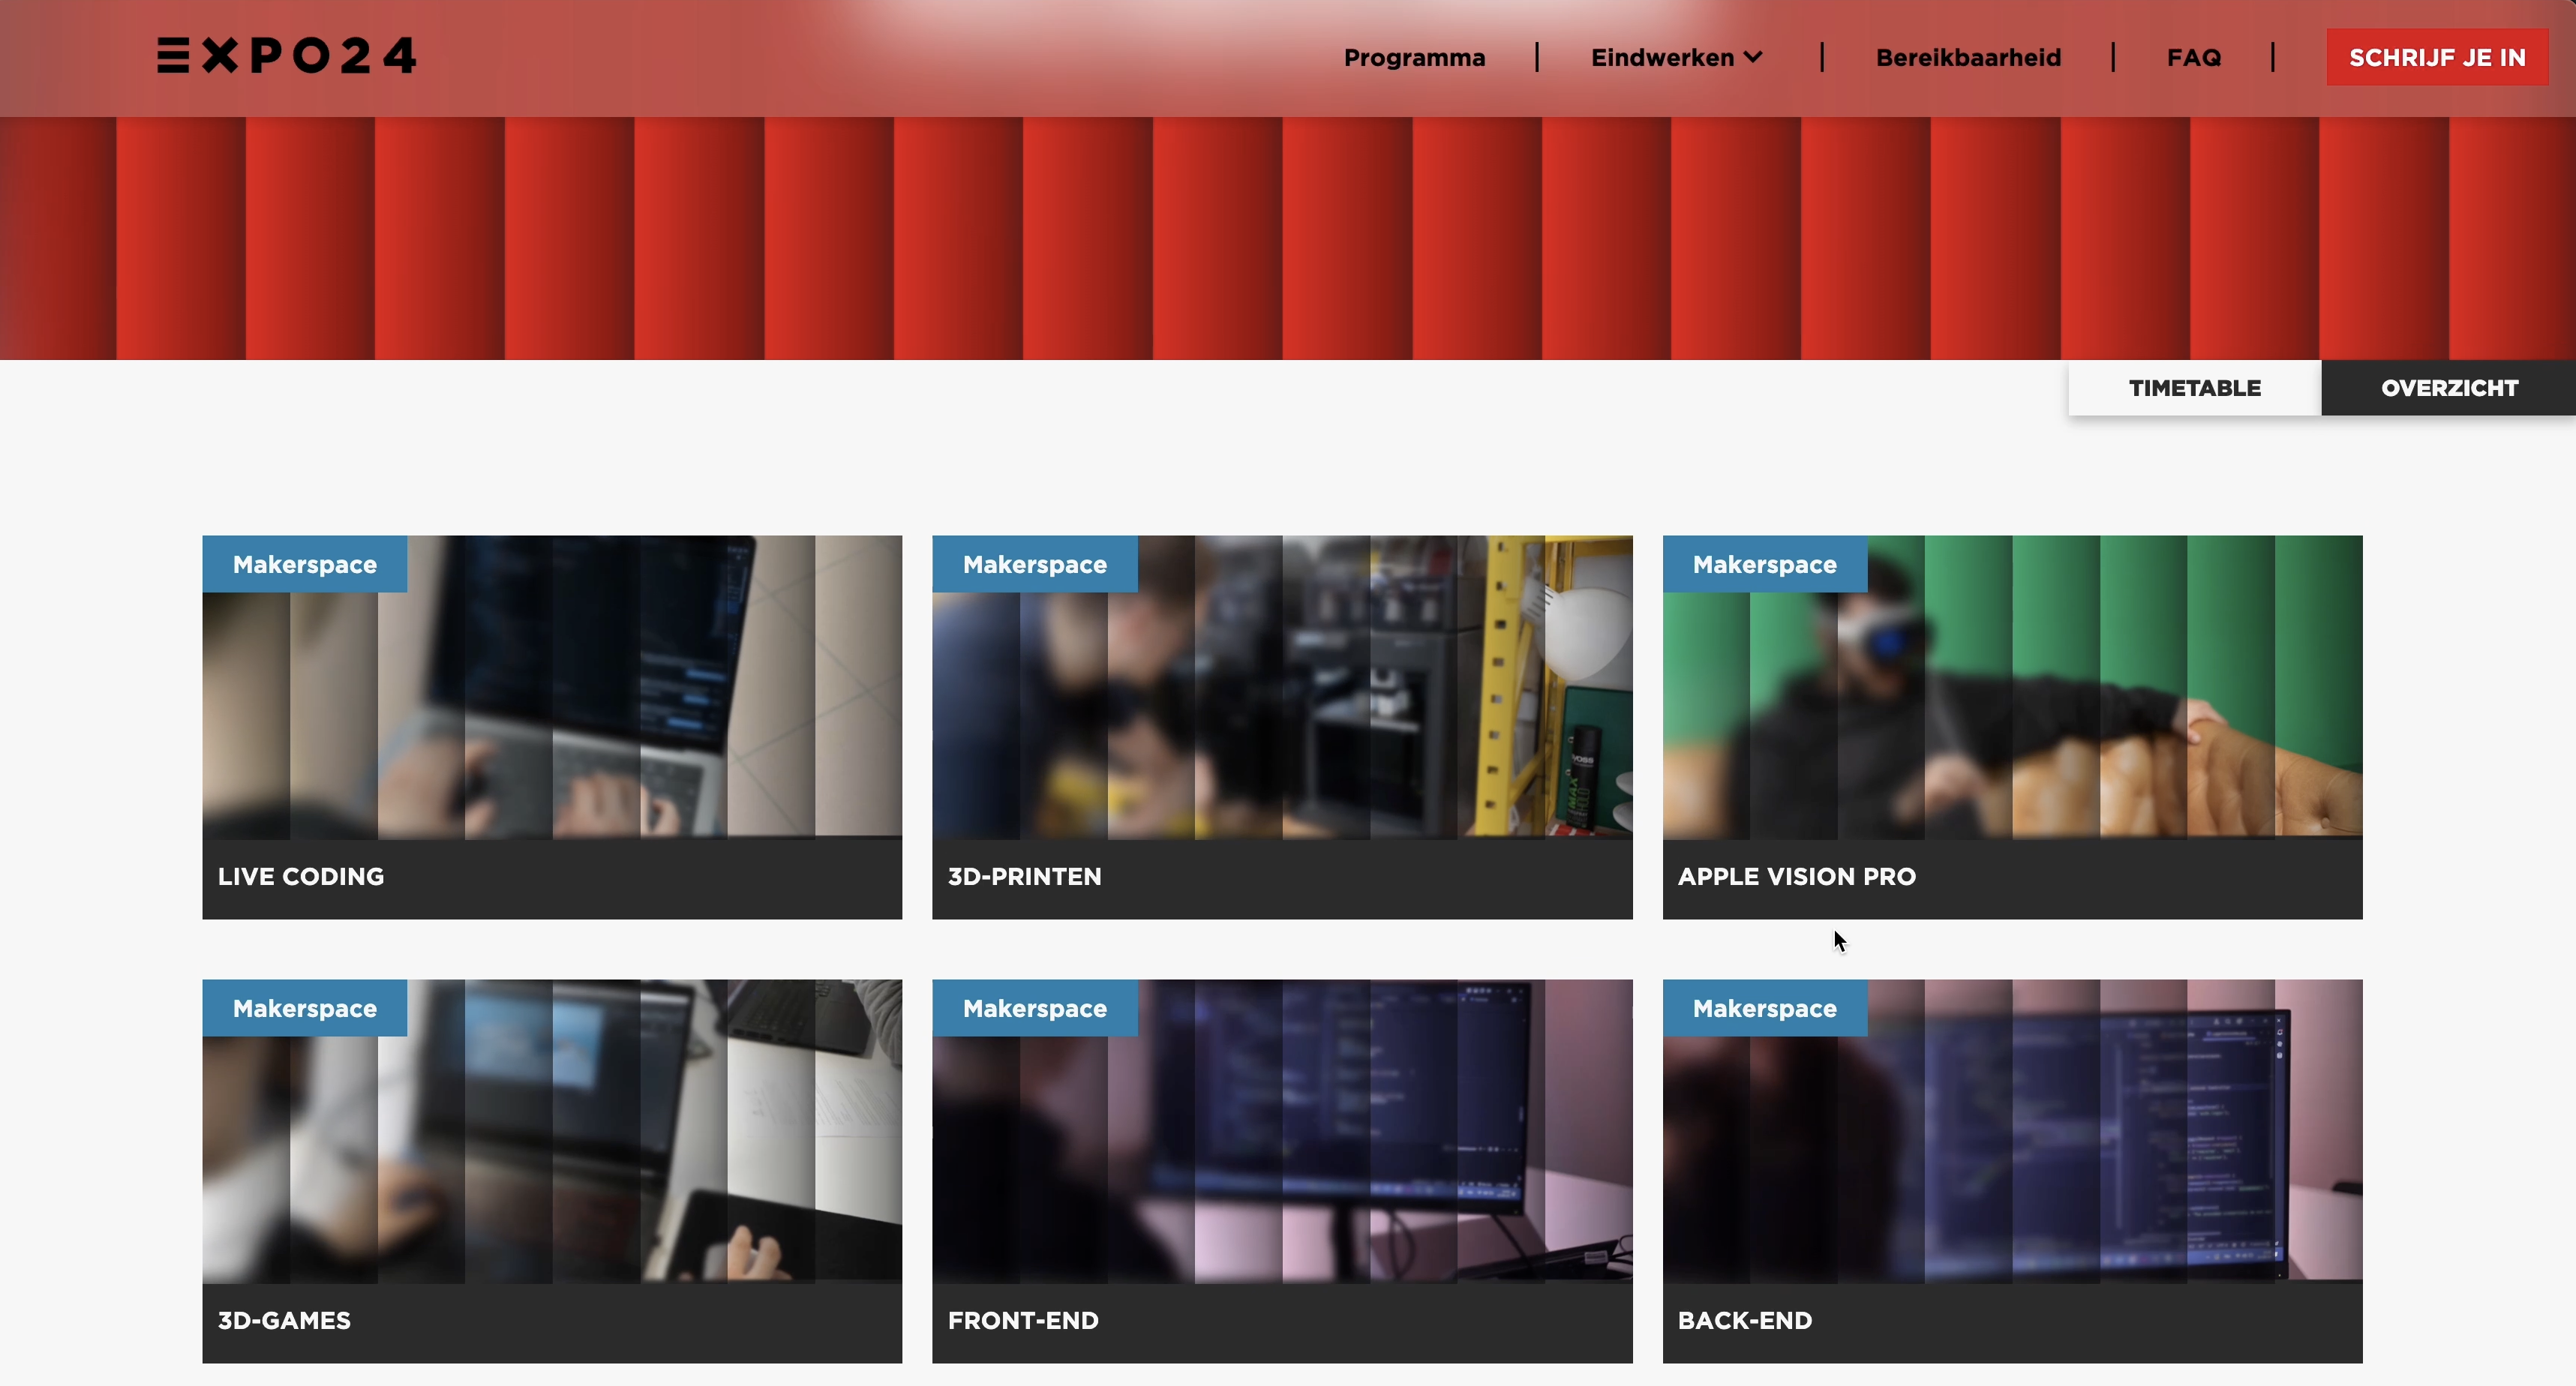 EXPO24
Programma
Eindwerken
Bereikbaarheid
FAQ
SCHRIJF JE IN
TIMETABLE
OVERZICHT
Makerspace
Makerspace
Makerspace
LIVE CODING
3D-PRINTEN
APPLE VISION PRO
Makerspace
Makerspace
Makerspace
3D-GAMES
FRONT-END
BACK-END